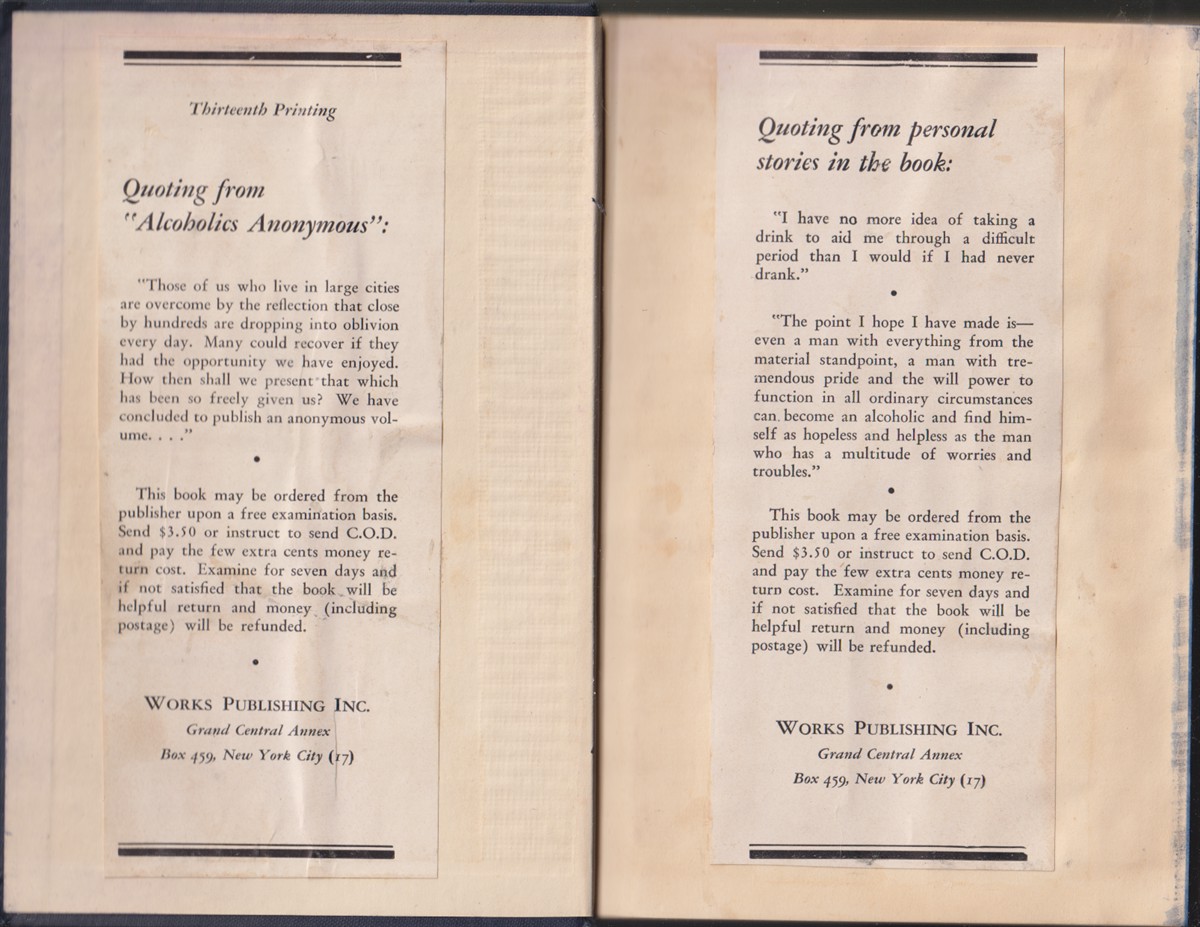 Thirteenth Printing
Quoting from
"Alcoholics Anonymous":
"Those of us who live in large cities
are overcome by the reflection that close
by hundreds are dropping into oblivion
every day. Many could recover if they
had the opportunity we have enjoyed.
How then shall we present that which
has been so freely given us? We have
concluded to publish an anonymous vol-
ume. . . ."
•
This book may be ordered from the
publisher upon a free examination basis.
Send $3.50 or instruct to send C.O.D.
and pay the few extra cents money re-
turn cost. Examine for seven days and
if not satisfied that the book will be
helpful return and money (including
postage) will be refunded.
•
WORKS PUBLISHING INC.
Grand Central Annex
Box 459, New York City (17)
Quoting from personal
stories in the book:
"I have no more idea of taking a
drink to aid me through a difficult
period than I would if I had never
drank."
•
"The point I hope I have made is—
even a man with everything from the
material standpoint, a man with tre-
mendous pride and the will power to
function in all ordinary circumstances
can become an alcoholic and find him-
self as hopeless and helpless as the man
who has a multitude of worries and
troubles."
•
This book may be ordered from the
publisher upon a free examination basis.
Send $3.50 or instruct to send C.O.D.
and pay the few extra cents money re-
turn cost. Examine for seven days and
if not satisfied that the book will be
helpful return and money (including
postage) will be refunded.
•
WORKS PUBLISHING INC.
Grand Central Annex
Box 459, New York City (17)